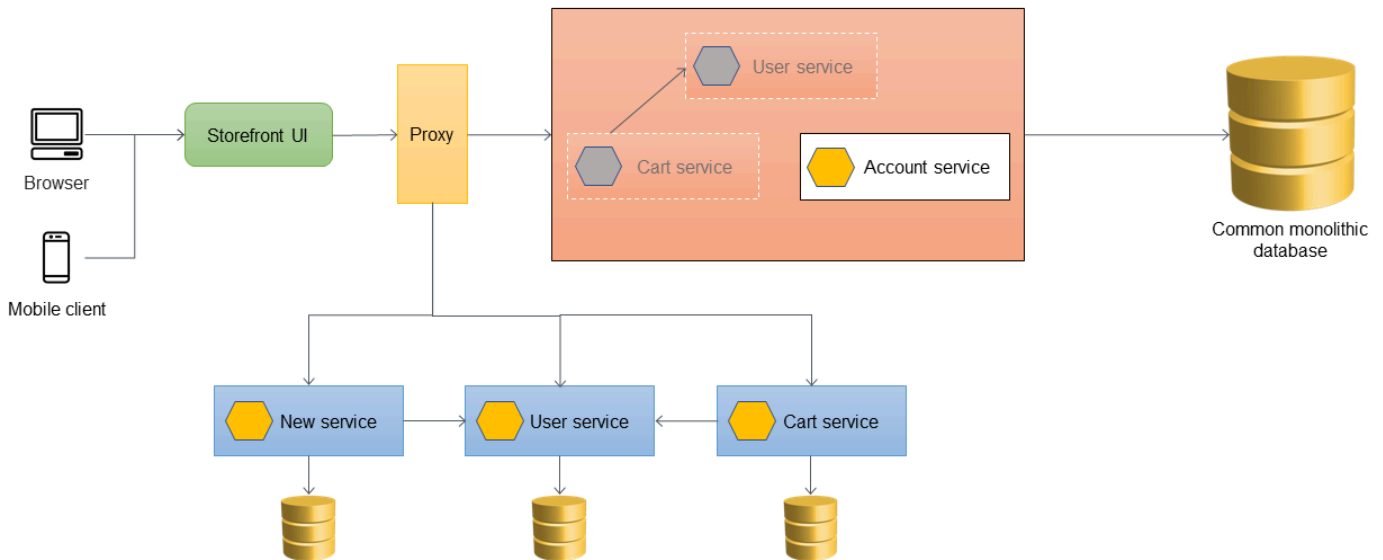 User service
Storefront UI
Proxy
Cart service
Account service
Browser
Common monolithic
database
Mobile client
New service
User service
Cart service